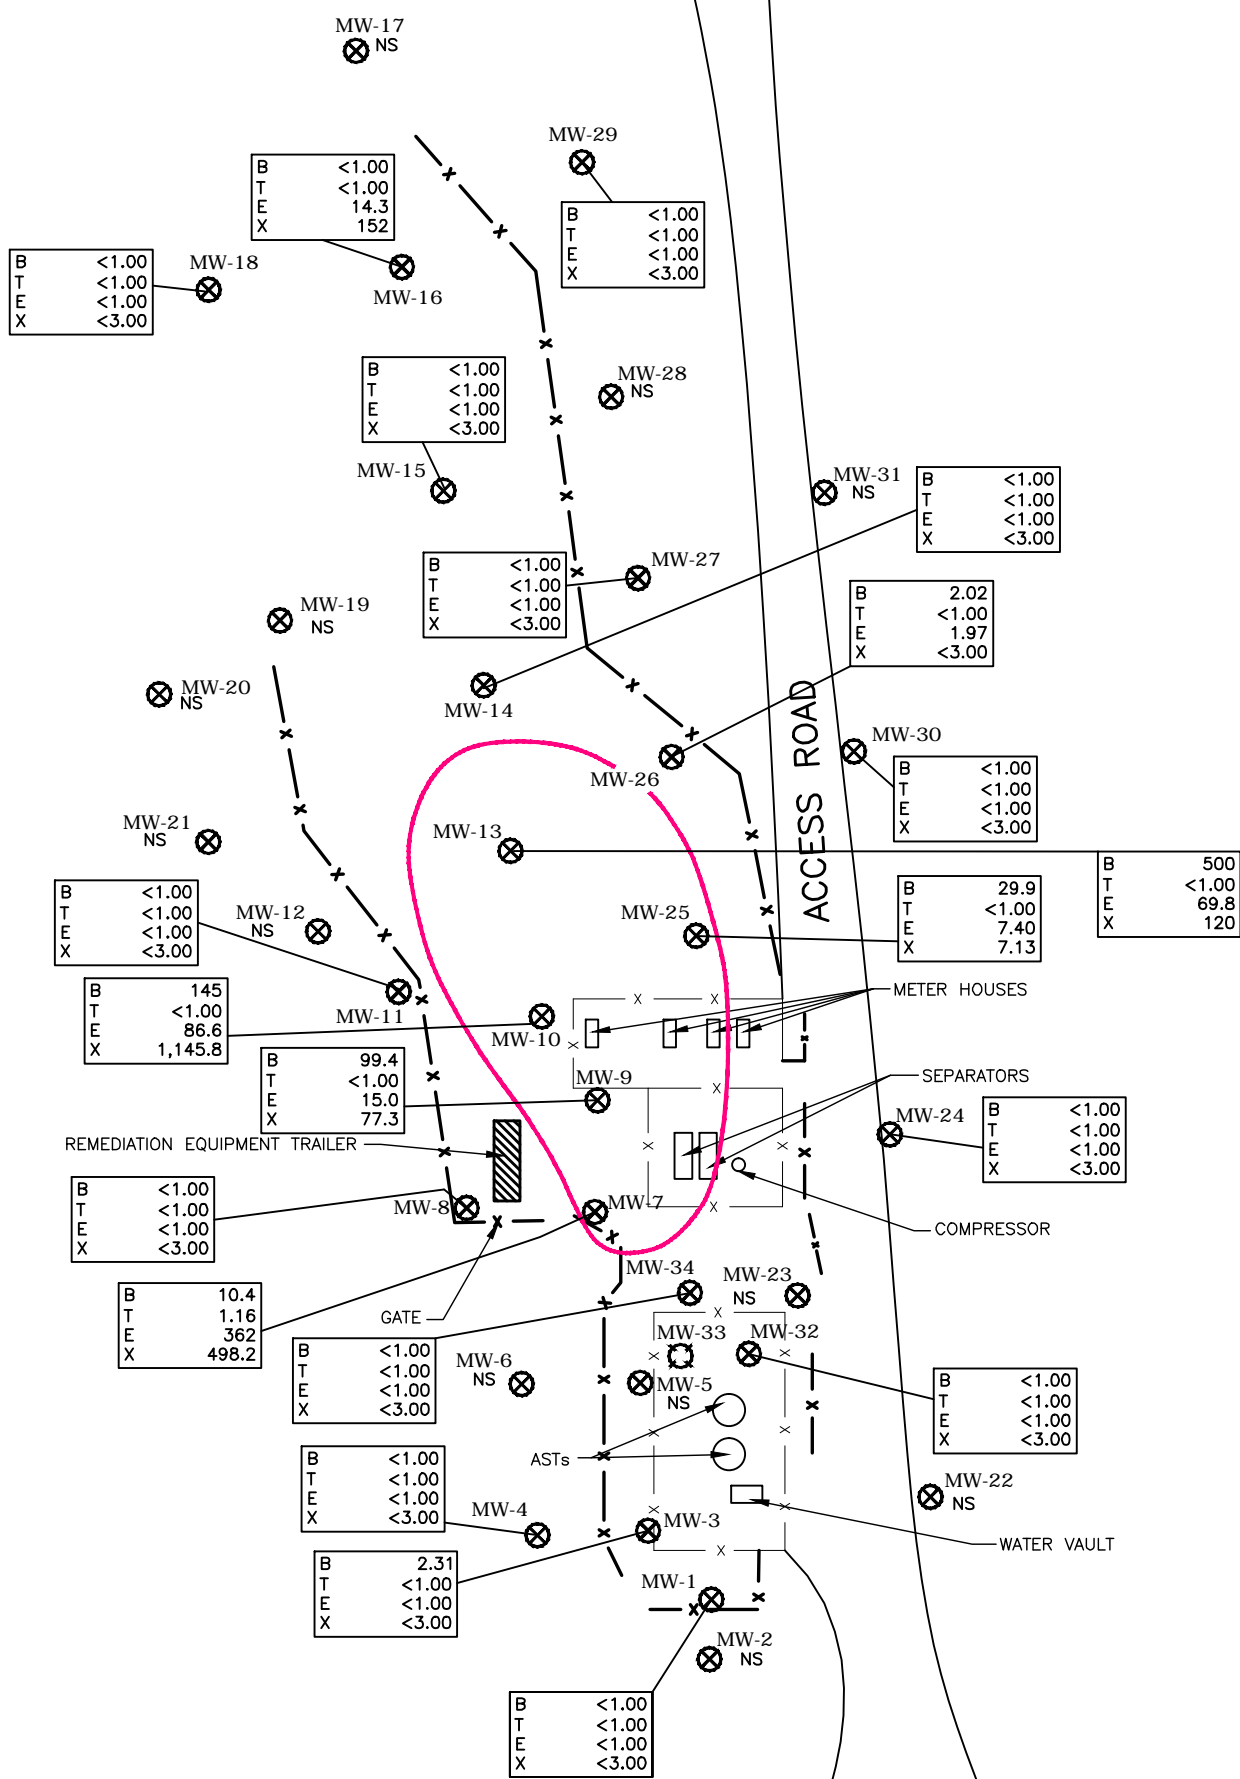 MW-17
NS
MW-29
B <1.00
T <1.00
E 14.3
X 152
B <1.00
T <1.00
E <1.00
X <3.00
MW-18
B <1.00
T <1.00
E <1.00
X <3.00
MW-16
B <1.00
T <1.00
E <1.00
X <3.00
MW-28
NS
MW-15
MW-31
NS
B <1.00
T <1.00
E <1.00
X <3.00
B <1.00
T <1.00
E <1.00
X <3.00
MW-27
B 2.02
T <1.00
E 1.97
X <3.00
MW-19
NS
MW-20
NS
MW-14
ACCESS ROAD
MW-30
MW-26
B <1.00
T <1.00
E <1.00
X <3.00
MW-21
NS
MW-13
B 500
T <1.00
E 69.8
X 120
B <1.00
T <1.00
E <1.00
X <3.00
MW-12
NS
MW-25
B 29.9
T <1.00
E 7.40
X 7.13
B 145
T <1.00
E 86.6
X 1,145.8
MW-11
MW-10
METER HOUSES
B 99.4
T <1.00
E 15.0
X 77.3
MW-9
SEPARATORS
REMEDIATION EQUIPMENT TRAILER
MW-24
B <1.00
T <1.00
E <1.00
X <3.00
B <1.00
T <1.00
E <1.00
X <3.00
MW-8
MW-7
COMPRESSOR
B 10.4
T 1.16
E 362
X 498.2
GATE
MW-34
MW-23
NS
B <1.00
T <1.00
E <1.00
X <3.00
MW-33
MW-32
MW-6
NS
MW-5
NS
B <1.00
T <1.00
E <1.00
X <3.00
ASTs
B <1.00
T <1.00
E <1.00
X <3.00
MW-4
MW-3
MW-22
NS
WATER VAULT
B 2.31
T <1.00
E <1.00
X <3.00
MW-1
MW-2
NS
B <1.00
T <1.00
E <1.00
X <3.00